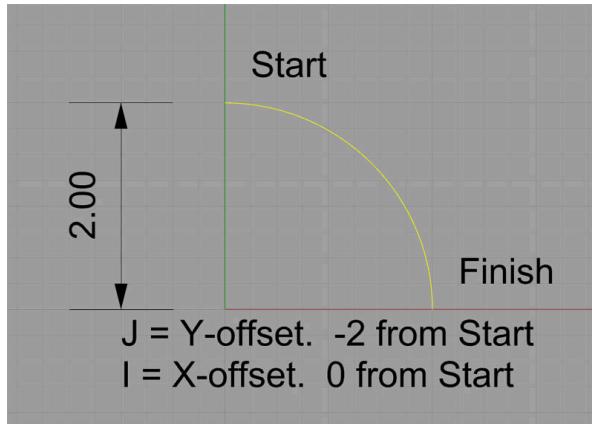 Start
2.00
Finish
J = Y-offset.  -2 from Start
I = X-offset.  0 from Start